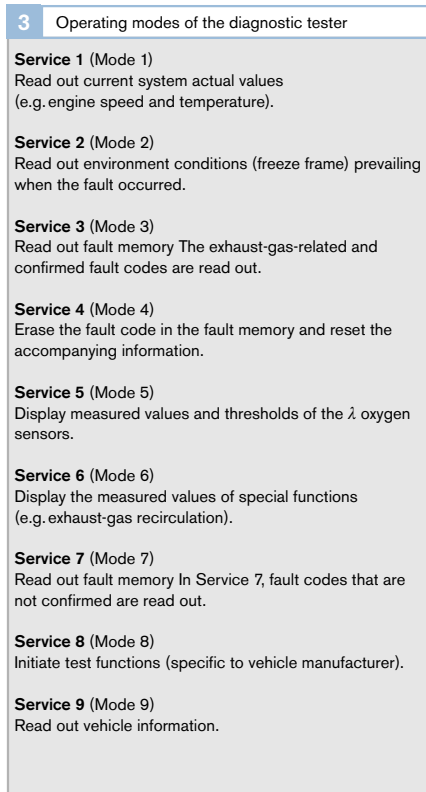 3 Operating modes of the diagnostic tester
Service 1 (Mode 1)
Read out current system actual values
(e.g. engine speed and temperature).
Service 2 (Mode 2)
Read out environment conditions (freeze frame) prevailing
when the fault occurred.
Service 3 (Mode 3)
Read out fault memory The exhaust-gas-related and
confirmed fault codes are read out.
Service 4 (Mode 4)
Erase the fault code in the fault memory and reset the
accompanying information.
Service 5 (Mode 5)
Display measured values and thresholds of the λ oxygen
sensors.
Service 6 (Mode 6)
Display the measured values of special functions
(e.g. exhaust-gas recirculation).
Service 7 (Mode 7)
Read out fault memory In Service 7, fault codes that are
not confirmed are read out.
Service 8 (Mode 8)
Initiate test functions (specific to vehicle manufacturer).
Service 9 (Mode 9)
Read out vehicle information.